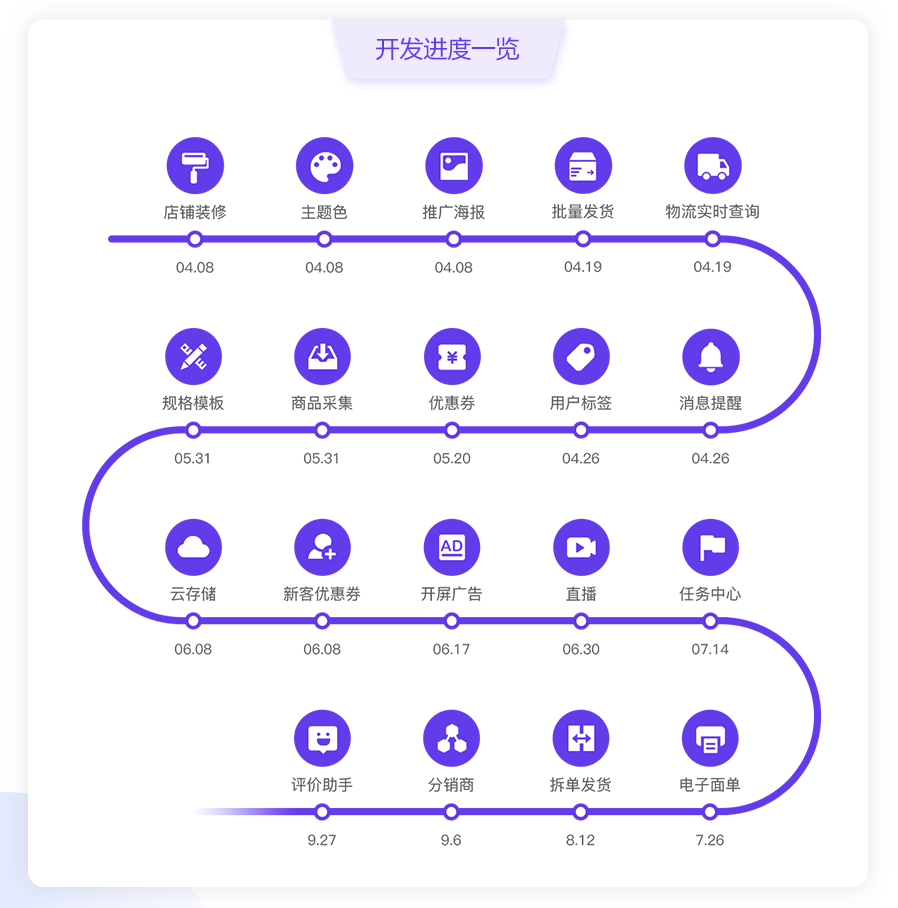 开发进度一览
店铺装修
主题色
推广海报
批量发货
物流实时查询
04.08
04.08
04.08
04.19
04.19
规格模板
商品采集
¥
优惠券
用户标签
消息提醒
05.31
05.31
05.20
04.26
04.26
云存储
新客优惠券
AD
开屏广告
直播
任务中心
06.08
06.08
06.17
06.30
07.14
评价助手
分销商
拆单发货
电子面单
9.27
9.6
8.12
7.26